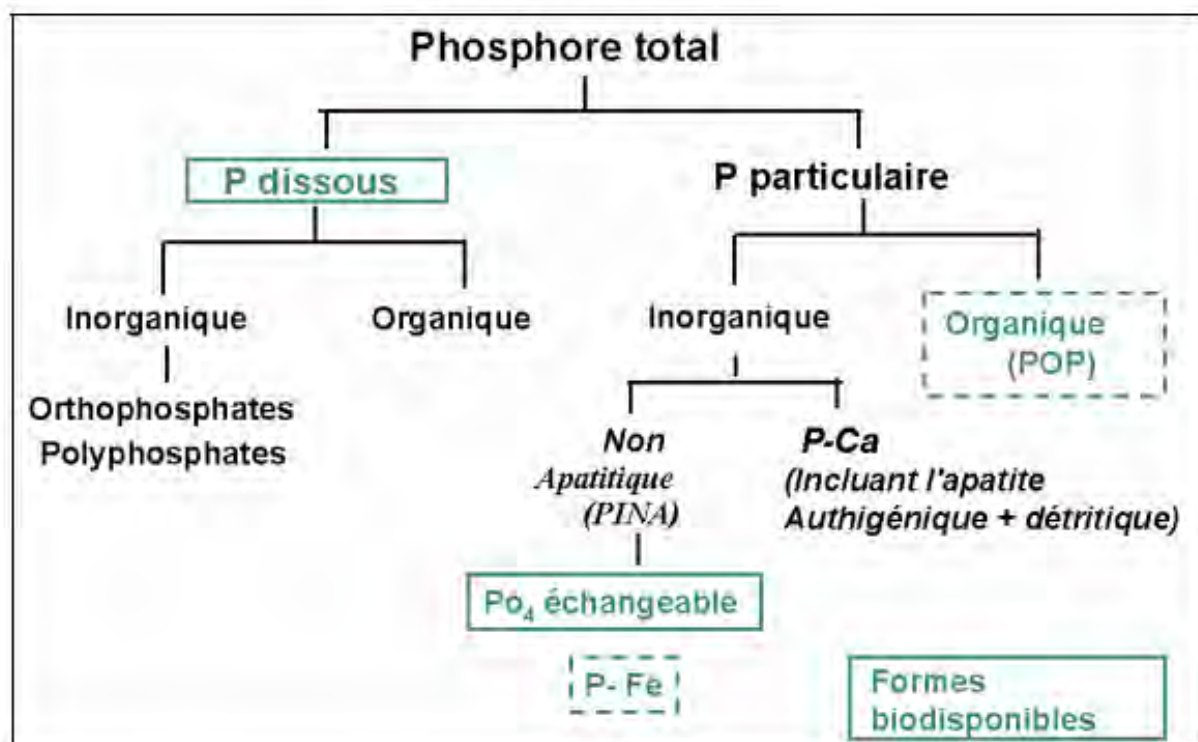 Phosphore total
P dissous
P particulaire
Inorganique
Organique
Inorganique
Organique
(POP)
Orthophosphates
Polyphosphates
Non
Apatitique
(PINA)
P-Ca
(Incluant l'apatite
Authigénique + détritique)
Po₄ échangeable
P- Fe
Formes
biodisponibles